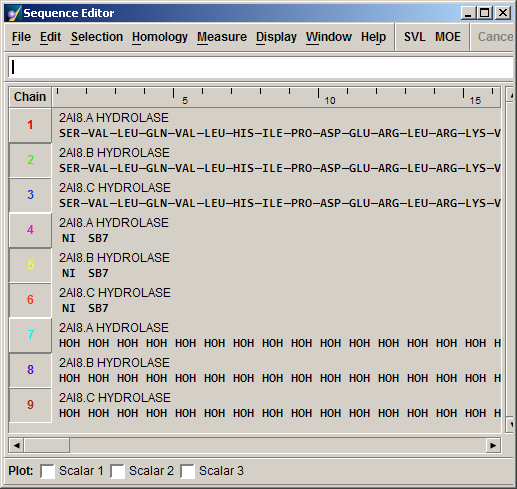 Sequence Editor
File Edit Selection Homology Measure Display Window Help SVL MOE Cance
Chain 5 10 15
1 2AI8.A HYDROLASE
SER-VAL-LEU-GLN-VAL-LEU-HIS-ILE-PRO-ASP-GLU-ARG-LEU-ARG-LYS-V
2 2AI8.B HYDROLASE
SER-VAL-LEU-GLN-VAL-LEU-HIS-ILE-PRO-ASP-GLU-ARG-LEU-ARG-LYS-V
3 2AI8.C HYDROLASE
SER-VAL-LEU-GLN-VAL-LEU-HIS-ILE-PRO-ASP-GLU-ARG-LEU-ARG-LYS-V
4 2AI8.A HYDROLASE
NI SB7
5 2AI8.B HYDROLASE
NI SB7
6 2AI8.C HYDROLASE
NI SB7
7 2AI8.A HYDROLASE
HOH HOH HOH HOH HOH HOH HOH HOH HOH HOH HOH HOH HOH HOH HOH H
8 2AI8.B HYDROLASE
HOH HOH HOH HOH HOH HOH HOH HOH HOH HOH HOH HOH HOH HOH HOH H
9 2AI8.C HYDROLASE
HOH HOH HOH HOH HOH HOH HOH HOH HOH HOH HOH HOH HOH HOH HOH H
Plot: Scalar 1 Scalar 2 Scalar 3